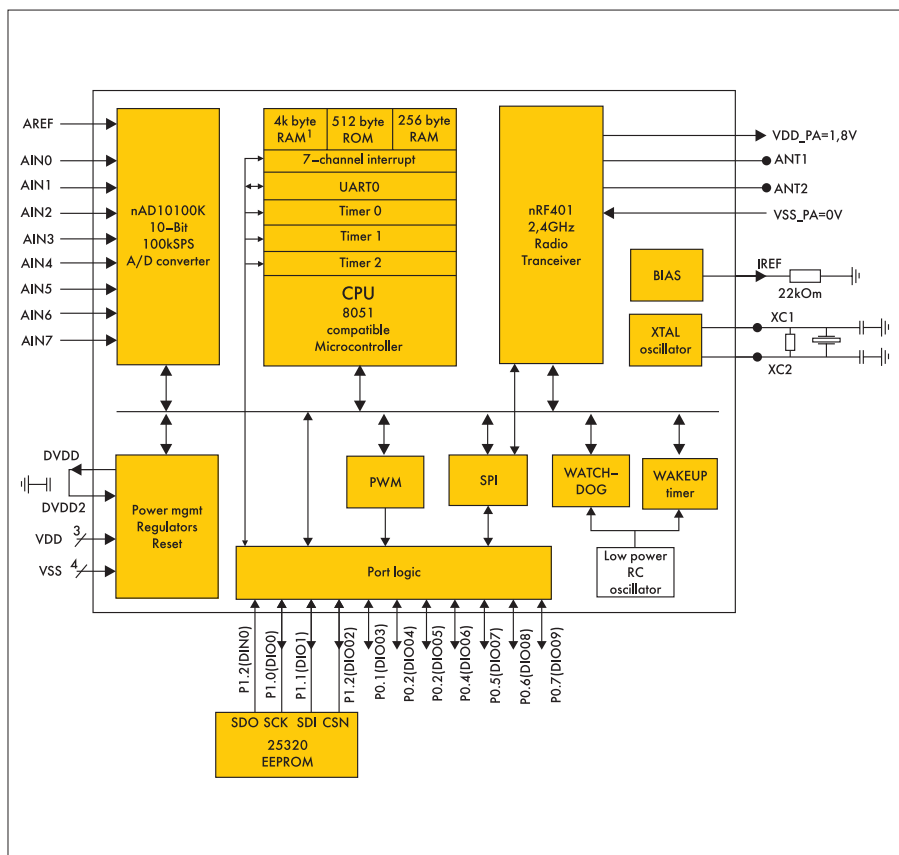 AREF
AIN0
AIN1
AIN2
AIN3
AIN4
AIN5
AIN6
AIN7
nAD10100K
10–Bit
100kSPS
A/D converter
4k byte
RAM¹
512 byte
ROM
256 byte
RAM
7–channel interrupt
UART0
Timer 0
Timer 1
Timer 2
CPU
8051
compatible
Microcontroller
nRF401
2,4GHz
Radio
Tranceiver
VDD_PA=1,8V
ANT1
ANT2
VSS_PA=0V
BIAS
IREF
22kOm
XTAL
oscillator
XC1
XC2
DVDD
DVDD2
VDD
3
VSS
4
Power mgmt
Regulators
Reset
PWM
SPI
WATCH–
DOG
WAKEUP
timer
Low power
RC
oscillator
Port logic
P1.2(DIN0)
P1.0(DIO0)
P1.1(DIO1)
P1.2(DIO02)
P0.1(DIO03)
P0.2(DIO04)
P0.2(DIO05)
P0.4(DIO06)
P0.5(DIO07)
P0.6(DIO08)
P0.7(DIO09)
SDO SCK SDI CSN
25320
EEPROM